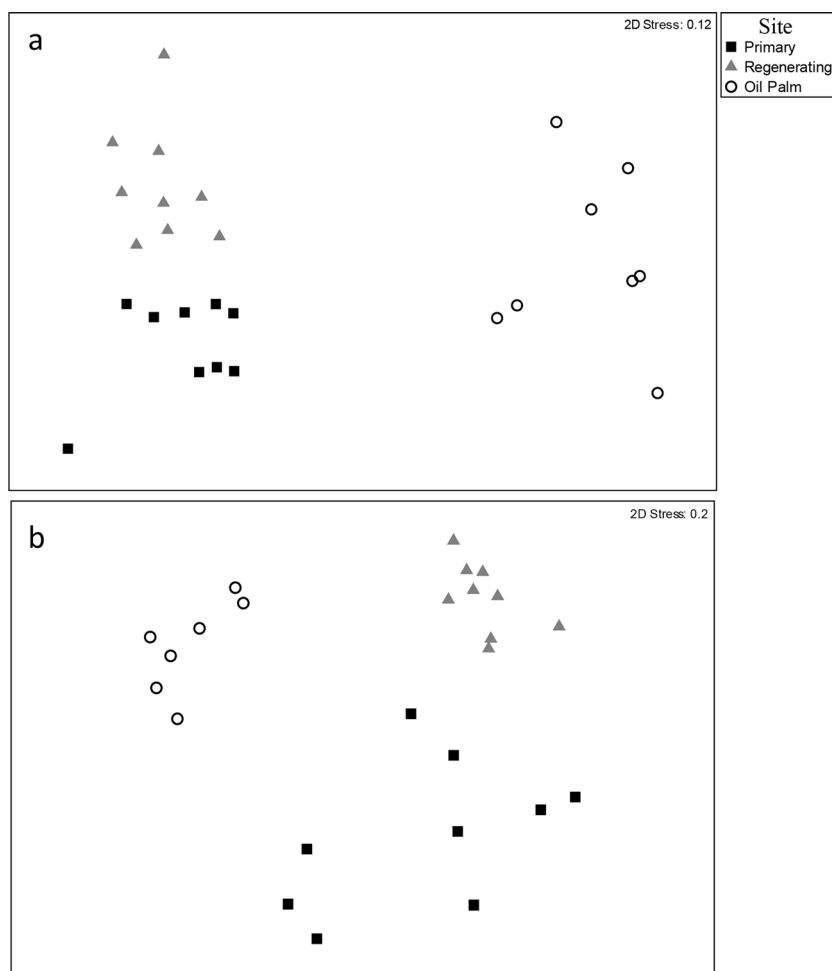 a
2D Stress: 0.12
Site
Primary
Regenerating
Oil Palm
b
2D Stress: 0.2